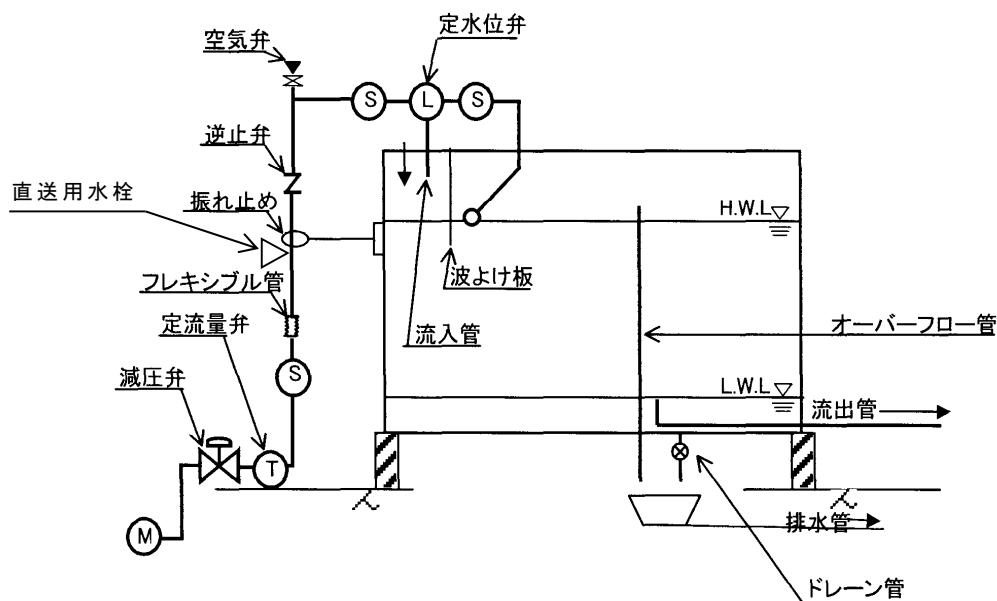 定水位弁
空気弁
S
L
S
逆止弁
直送用水栓
振れ止め
H.W.L
フレキシブル管
波よけ板
定流量弁
流入管
オーバーフロー管
減圧弁
S
L.W.L
流出管
T
M
排水管
ドレーン管